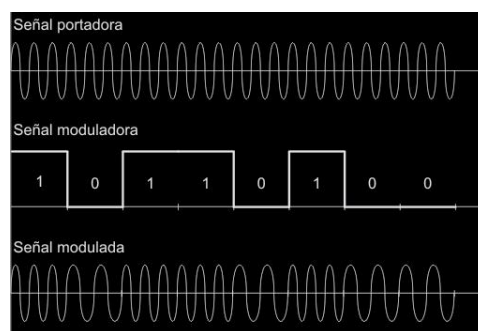 Señal portadora
Señal moduladora
1 0 1 1 0 1 0 0
Señal modulada